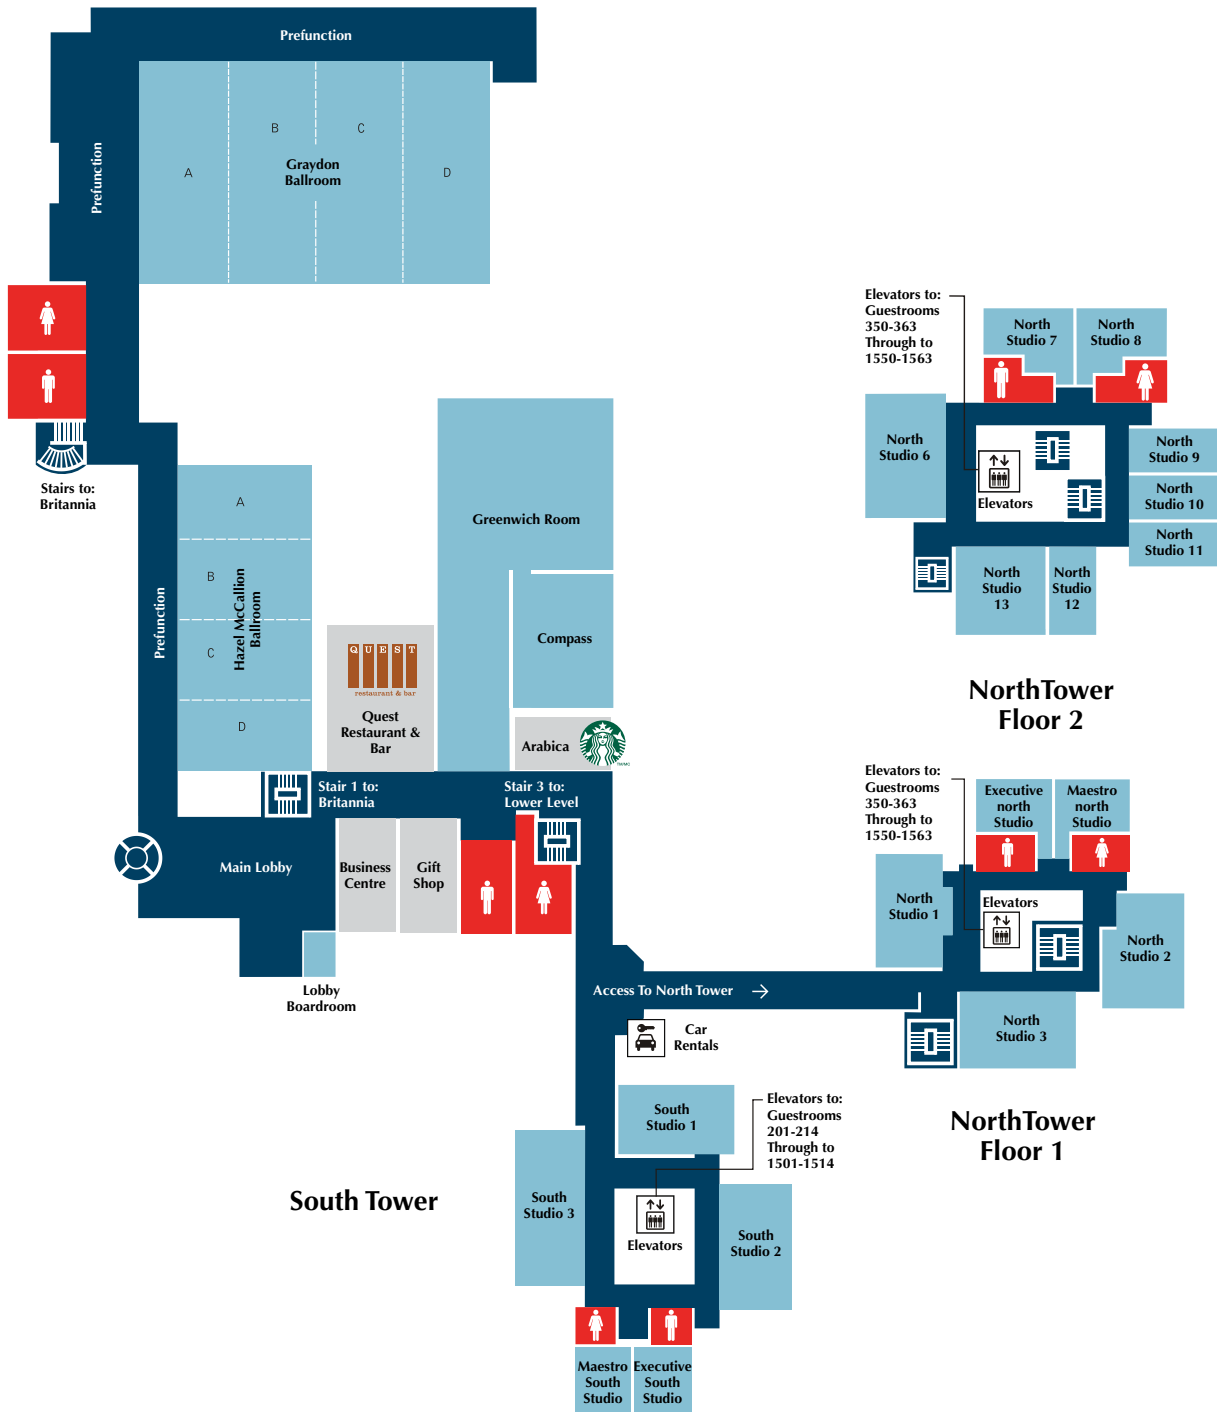 Prefunction
Prefunction
A
B
C
D
Graydon
Ballroom
Stairs to:
Britannia
Prefunction
A
B
C
D
Hazel McCallion
Ballroom
Greenwich Room
Compass
QUEST
restaurant & bar
Quest
Restaurant &
Bar
Arabica
Stair 1 to:
Britannia
Stair 3 to:
Lower Level
Main Lobby
Business
Centre
Gift
Shop
Lobby
Boardroom
Access To North Tower
Car
Rentals
South
Studio 1
Elevators to:
Guestrooms
201-214
Through to
1501-1514
South
Studio 3
Elevators
South
Studio 2
Maestro
South
Studio
Executive
South
Studio
South Tower
Elevators to:
Guestrooms
350-363
Through to
1550-1563
North
Studio 7
North
Studio 8
North
Studio 6
Elevators
North
Studio 9
North
Studio 10
North
Studio 11
North
Studio
13
North
Studio
12
NorthTower
Floor 2
Elevators to:
Guestrooms
350-363
Through to
1550-1563
Executive
north
Studio
Maestro
north
Studio
North
Studio 1
Elevators
North
Studio 2
North
Studio 3
NorthTower
Floor 1